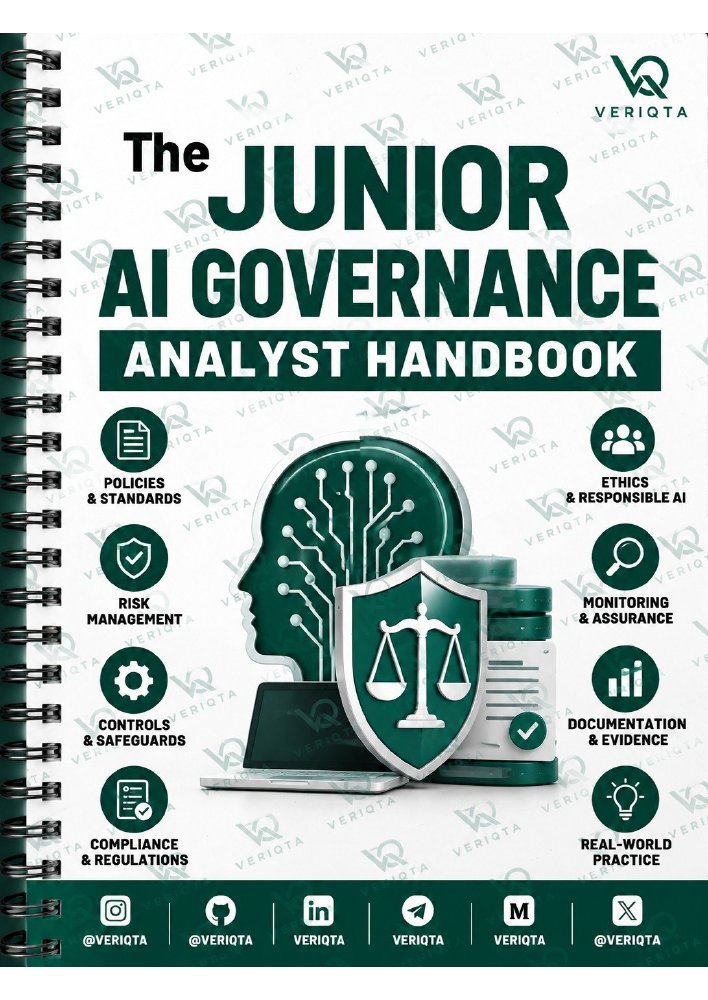 VERIQTA
The JUNIOR
AI GOVERNANCE
ANALYST HANDBOOK
POLICIES
& STANDARDS
RISK
MANAGEMENT
CONTROLS
& SAFEGUARDS
COMPLIANCE
& REGULATIONS
ETHICS
& RESPONSIBLE AI
MONITORING
& ASSURANCE
DOCUMENTATION
& EVIDENCE
REAL-WORLD
PRACTICE
@VERIQTA
@VERIQTA
VERIQTA
VERIQTA
VERIQTA
@VERIQTA